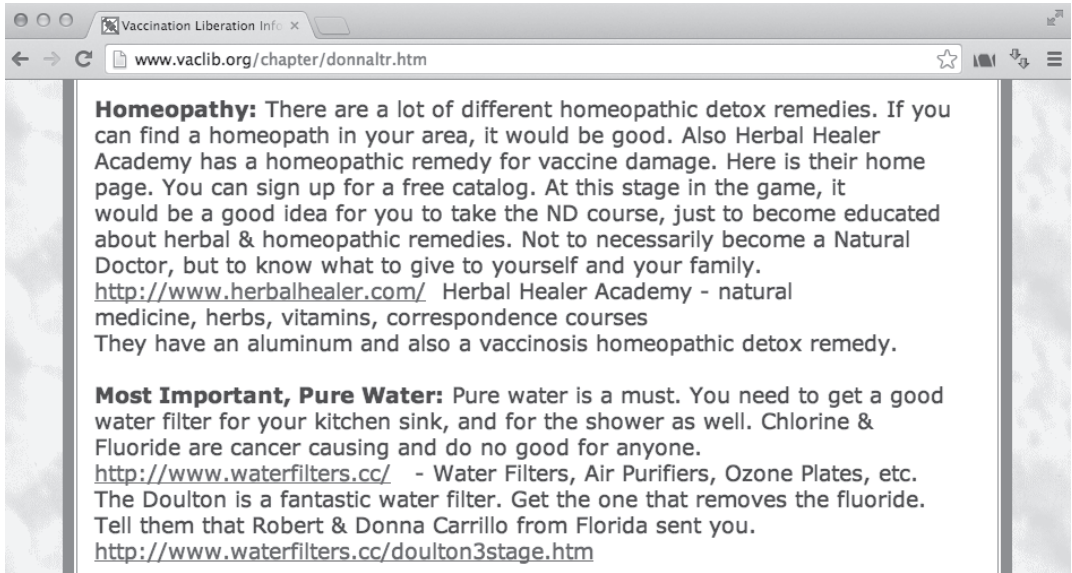 Vaccination Liberation Info
www.vaclib.org/chapter/donnaltr.htm
Homeopathy: There are a lot of different homeopathic detox remedies. If you
can find a homeopath in your area, it would be good. Also Herbal Healer
Academy has a homeopathic remedy for vaccine damage. Here is their home
page. You can sign up for a free catalog. At this stage in the game, it
would be a good idea for you to take the ND course, just to become educated
about herbal & homeopathic remedies. Not to necessarily become a Natural
Doctor, but to know what to give to yourself and your family.
http://www.herbalhealer.com/ Herbal Healer Academy - natural
medicine, herbs, vitamins, correspondence courses
They have an aluminum and also a vaccinosis homeopathic detox remedy.
Most Important, Pure Water: Pure water is a must. You need to get a good
water filter for your kitchen sink, and for the shower as well. Chlorine &
Fluoride are cancer causing and do no good for anyone.
http://www.waterfilters.cc/ - Water Filters, Air Purifiers, Ozone Plates, etc.
The Doulton is a fantastic water filter. Get the one that removes the fluoride.
Tell them that Robert & Donna Carrillo from Florida sent you.
http://www.waterfilters.cc/doulton3stage.htm